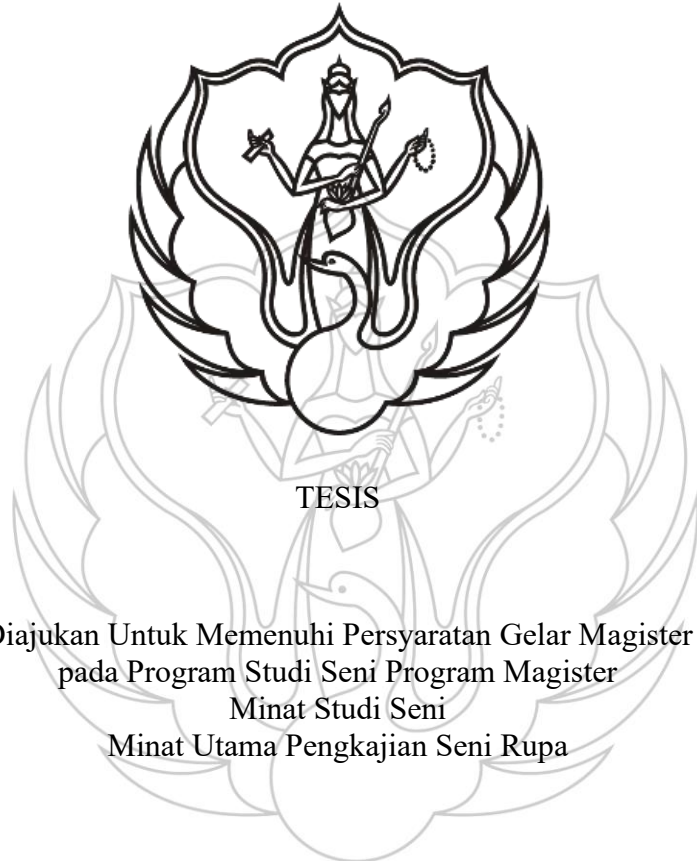 TESIS
Diajukan Untuk Memenuhi Persyaratan Gelar Magister
pada Program Studi Seni Program Magister
Minat Studi Seni
Minat Utama Pengkajian Seni Rupa